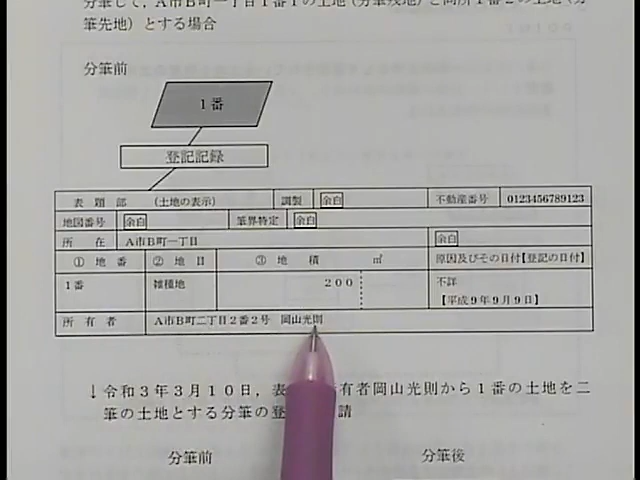 分筆して，A市B町一丁目1番1の土地（分筆残地）と同所1番2の土地（分
筆先地）とする場合
分筆前
1番
登記記録
表 題 部 （土地の表示） 調製 余白 不動産番号 0123456789123
地図番号 余白 筆界特定 余白
所 在 A市B町一丁目 余白
① 地 番 ② 地 目 ③ 地 積 ㎡ 原因及びその日付【登記の日付】
1番 雑種地 200 不詳
【平成9年9月9日】
所 有 者 A市B町二丁目2番2号 岡山光則
↓令和3年3月10日，表 有者岡山光則から1番の土地を二
筆の土地とする分筆の登 請
分筆前 分筆後